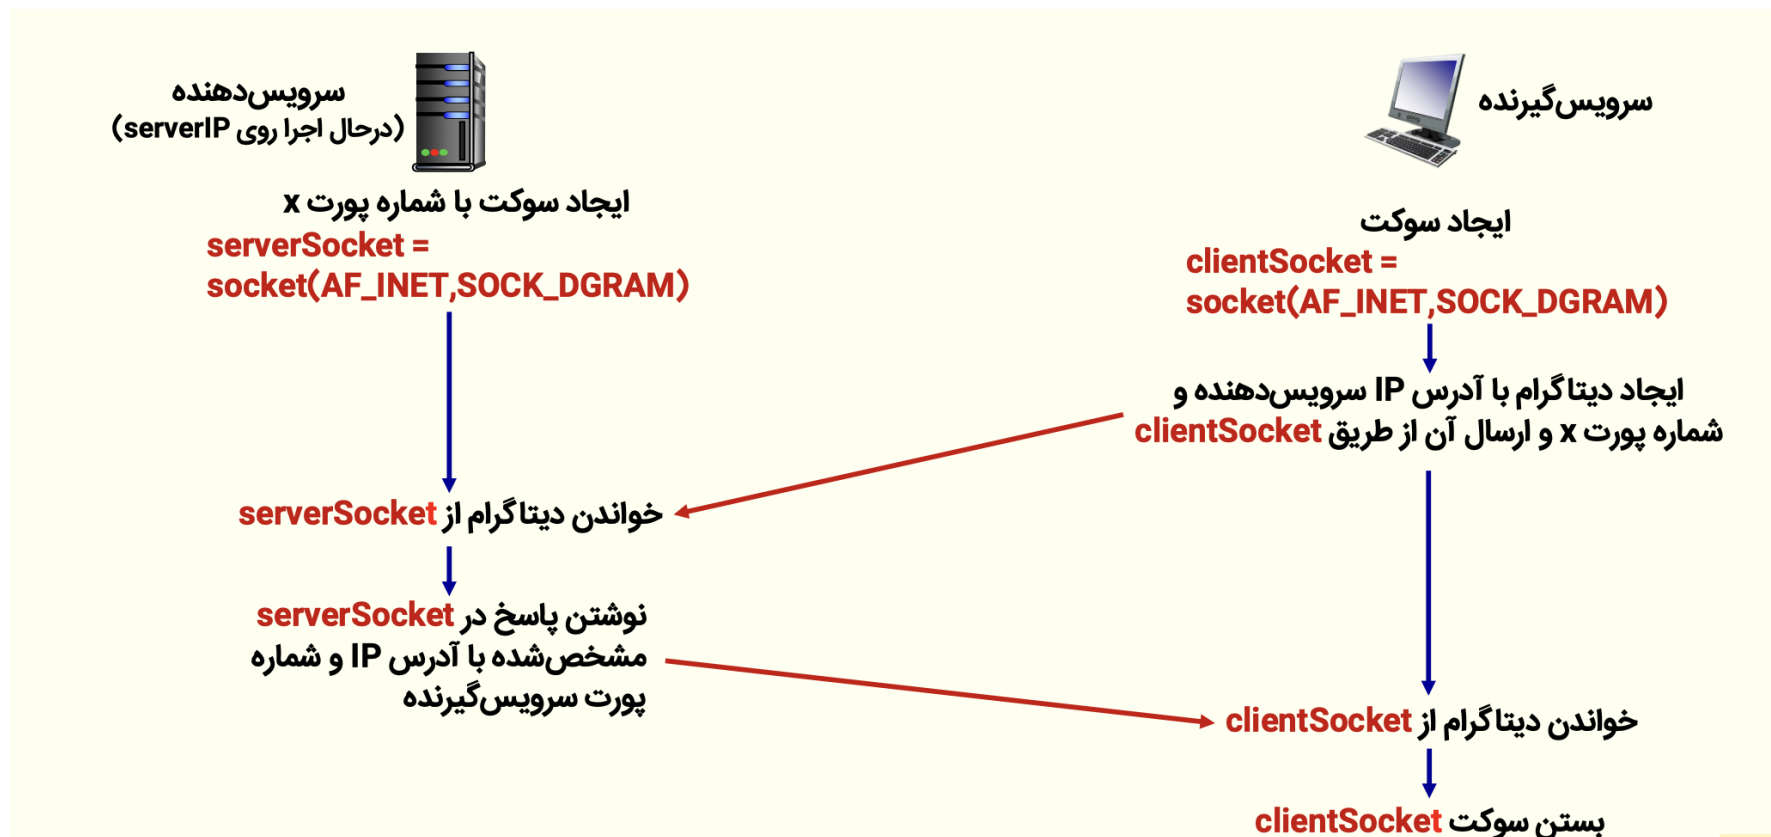 سرویس‌دهنده
(درحال اجرا روی serverIP)
ایجاد سوکت با شماره پورت x
serverSocket =
socket(AF_INET,SOCK_DGRAM)
خواندن دیتاگرام از serverSocket
نوشتن پاسخ در serverSocket
مشخص‌شده با آدرس IP و شماره
پورت سرویس‌گیرنده
سرویس‌گیرنده
ایجاد سوکت
clientSocket =
socket(AF_INET,SOCK_DGRAM)
ایجاد دیتاگرام با آدرس IP سرویس‌دهنده و
شماره پورت x و ارسال آن از طریق clientSocket
خواندن دیتاگرام از clientSocket
بستن سوکت clientSocket